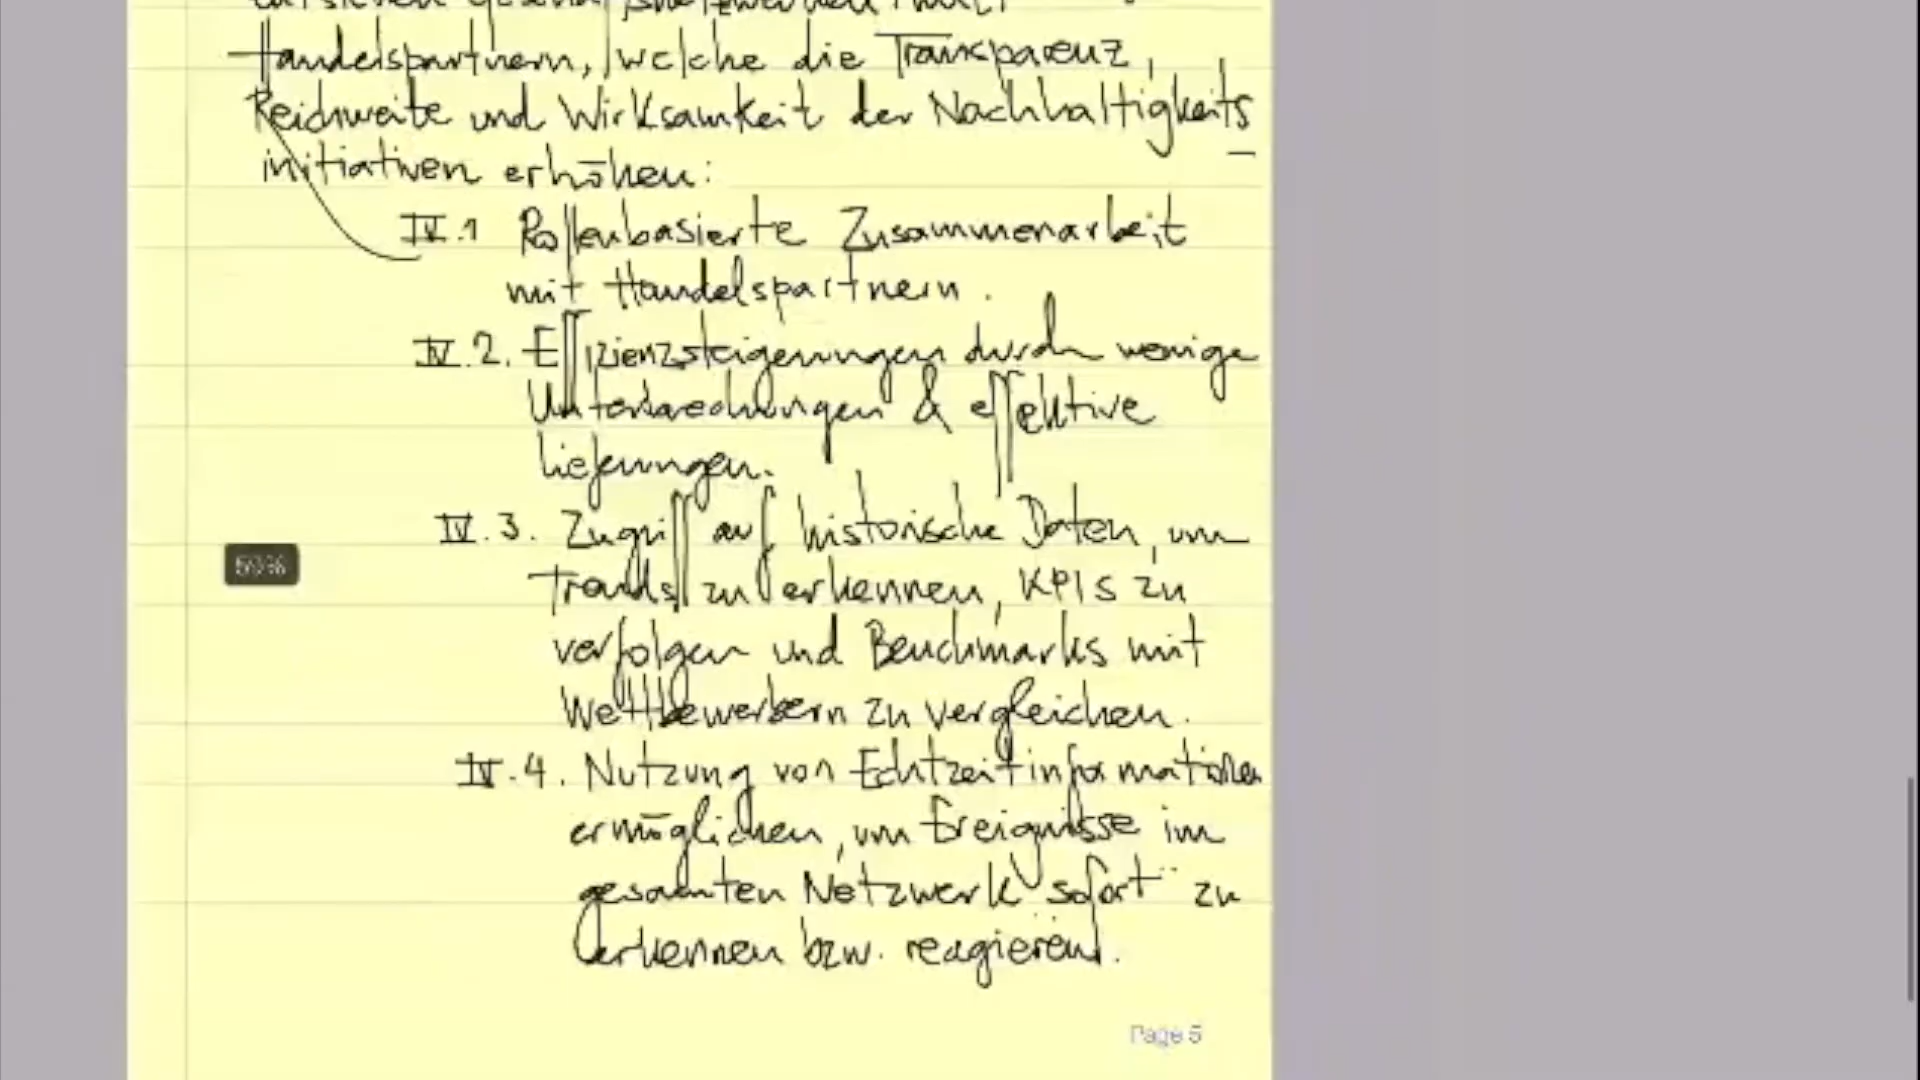 Handelspartnern, welche die Transparenz,
Reichweite und Wirksamkeit der Nachhaltigkeits
initiativen erhöhen:
IV.1 Rollenbasierte Zusammenarbeit
mit Handelspartnern.
IV.2. Effizienzsteigerungen durch wenige
Unterbrechungen & effektive
Lieferungen.
IV.3. Zugriff auf historische Daten, um
Trends zu erkennen, KPIs zu
verfolgen und Benchmarks mit
Wettbewerbern zu vergleichen.
IV.4. Nutzung von Echtzeitinformationen
ermöglichen, um Ereignisse im
gesamten Netzwerk sofort zu
erkennen bzw. reagieren.
Page 5